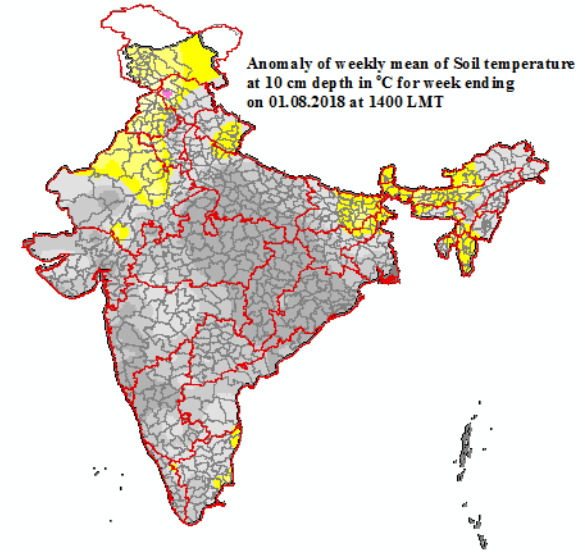 Anomaly of weekly mean of Soil temperature
at 10 cm depth in °C for week ending
on 01.08.2018 at 1400 LMT